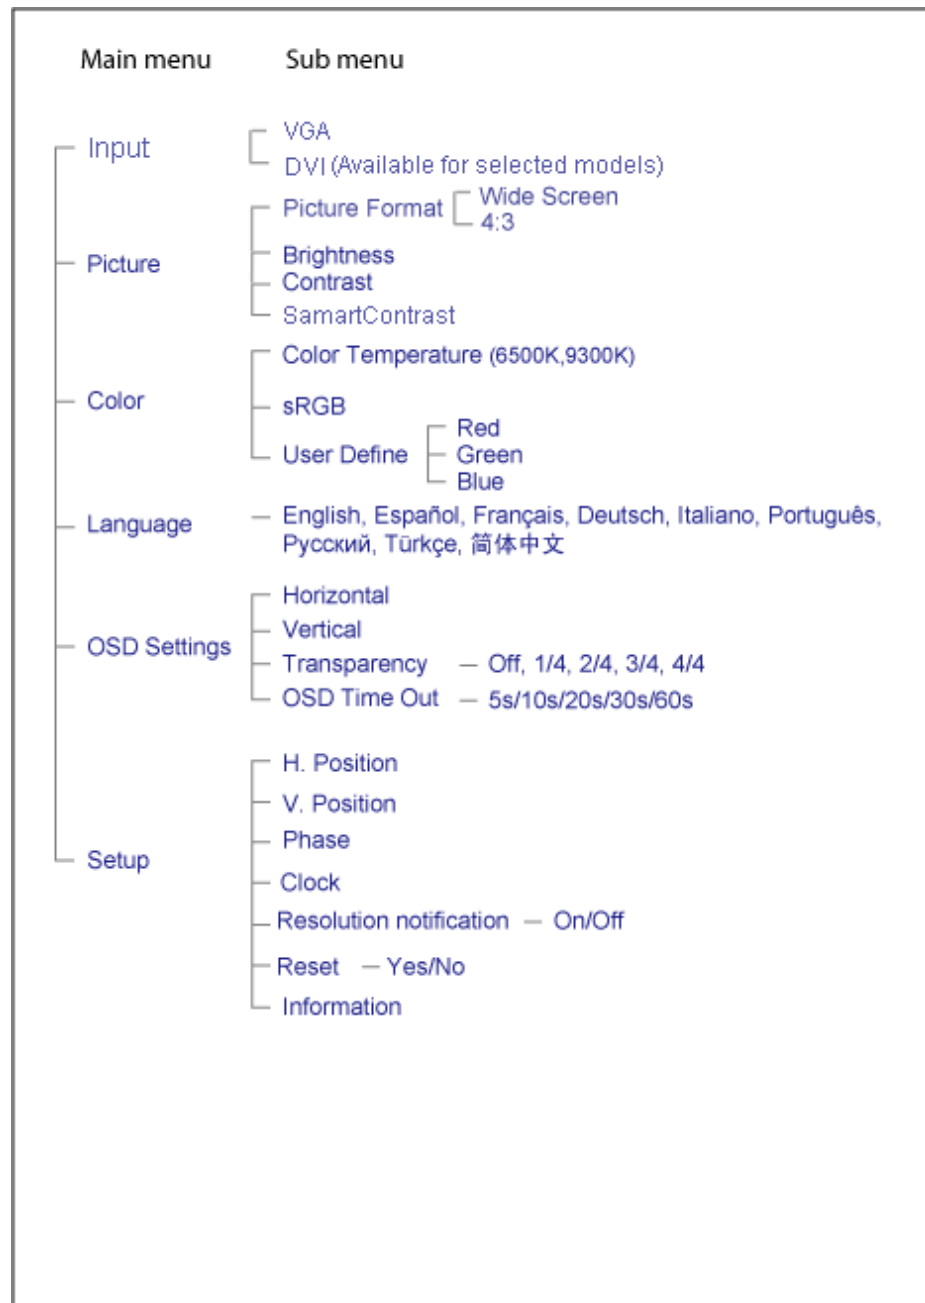 Main menu Sub menu
Input
VGA
DVI (Available for selected models)
Picture
Picture Format
Wide Screen
4:3
Brightness
Contrast
SamartContrast
Color
Color Temperature (6500K,9300K)
sRGB
User Define
Red
Green
Blue
Language
English, Español, Français, Deutsch, Italiano, Português,
Русский, Türkçe, 简体中文
OSD Settings
Horizontal
Vertical
Transparency — Off, 1/4, 2/4, 3/4, 4/4
OSD Time Out — 5s/10s/20s/30s/60s
Setup
H. Position
V. Position
Phase
Clock
Resolution notification — On/Off
Reset — Yes/No
Information